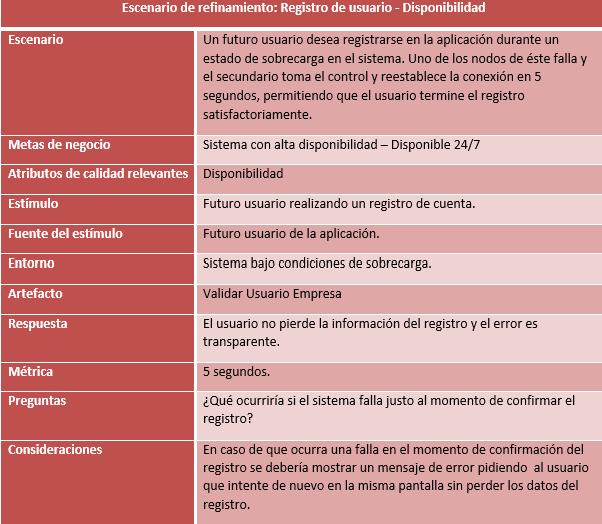 Escenario de refinamiento: Registro de usuario - Disponibilidad
Escenario
Un futuro usuario desea registrarse en la aplicación durante un
estado de sobrecarga en el sistema. Uno de los nodos de éste falla y
el secundario toma el control y reestablece la conexión en 5
segundos, permitiendo que el usuario termine el registro
satisfactoriamente.
Metas de negocio
Sistema con alta disponibilidad – Disponible 24/7
Atributos de calidad relevantes
Disponibilidad
Estímulo
Futuro usuario realizando un registro de cuenta.
Fuente del estímulo
Futuro usuario de la aplicación.
Entorno
Sistema bajo condiciones de sobrecarga.
Artefacto
Validar Usuario Empresa
Respuesta
El usuario no pierde la información del registro y el error es
transparente.
Métrica
5 segundos.
Preguntas
¿Qué ocurriría si el sistema falla justo al momento de confirmar el
registro?
Consideraciones
En caso de que ocurra una falla en el momento de confirmación del
registro se debería mostrar un mensaje de error pidiendo al usuario
que intente de nuevo en la misma pantalla sin perder los datos del
registro.